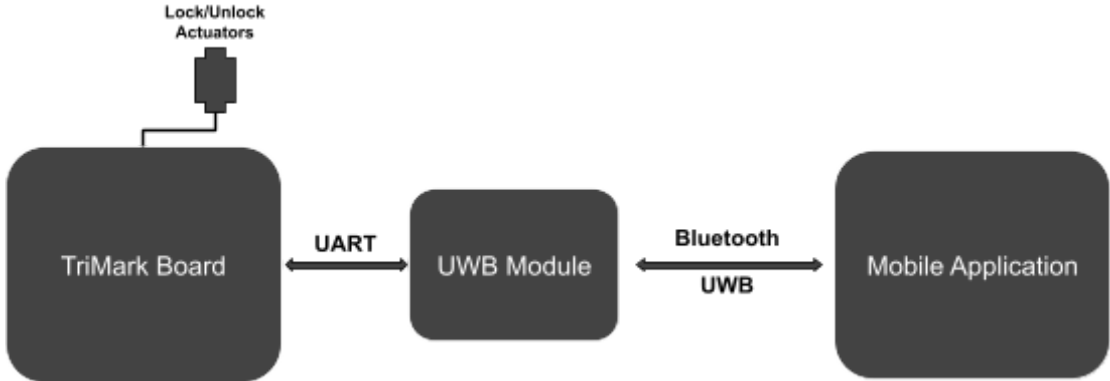 Lock/Unlock
Actuators
TriMark Board
UART
UWB Module
Bluetooth
UWB
Mobile Application